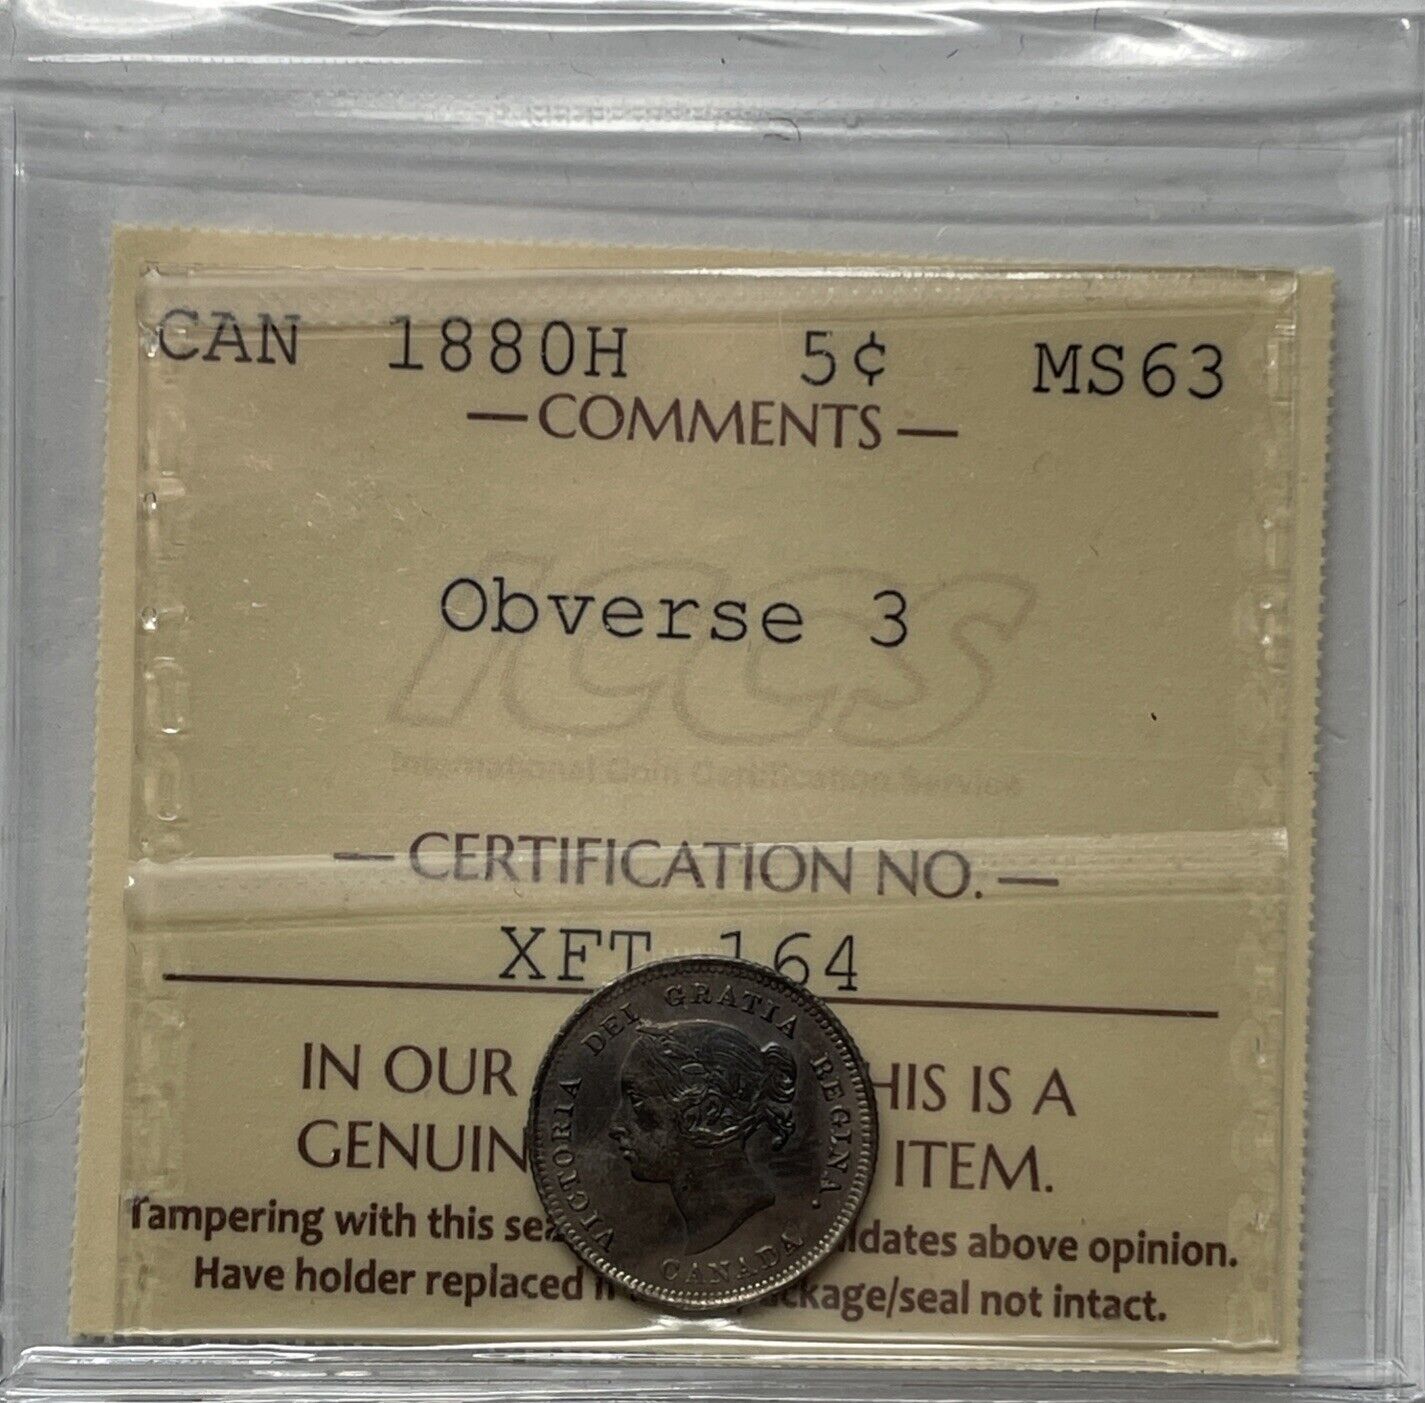 CAN 1880H 5¢ MS63
— COMMENTS —
Obverse 3
ICCS
International Coin Certification Service
— CERTIFICATION NO. —
XFT 164
IN OUR HIS IS A
GENUIN ITEM.
Tampering with this sea idates above opinion.
Have holder replaced ckage/seal not intact.
VICTORIA DEI GRATIA REGINA.
CANADA